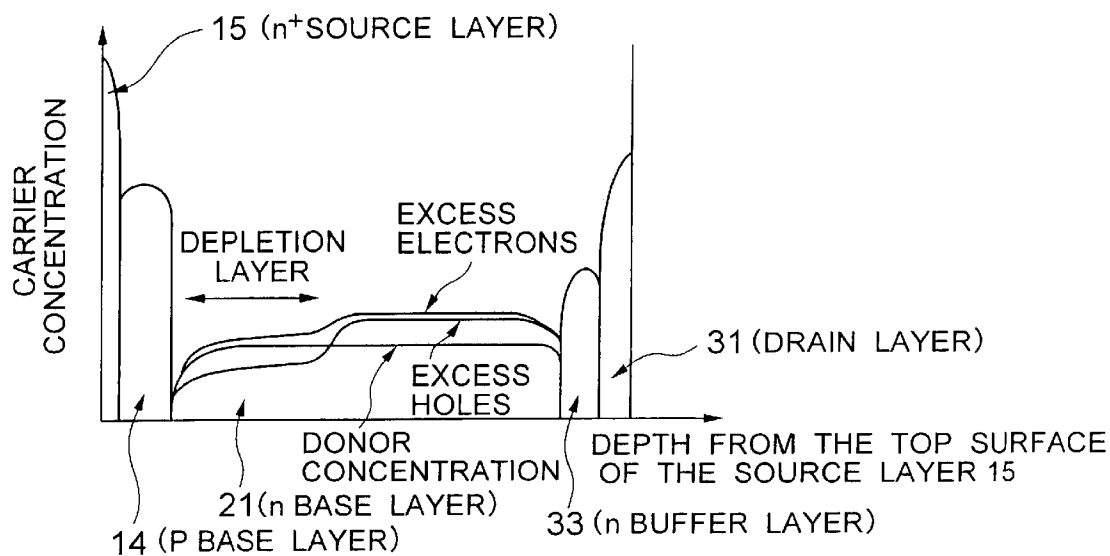 15 (n+ SOURCE LAYER)
CARRIER
CONCENTRATION
DEPLETION
LAYER
EXCESS
ELECTRONS
31 (DRAIN LAYER)
EXCESS
HOLES
DONOR
CONCENTRATION
DEPTH FROM THE TOP SURFACE
OF THE SOURCE LAYER 15
21 (n BASE LAYER)
33 (n BUFFER LAYER)
14 (P BASE LAYER)